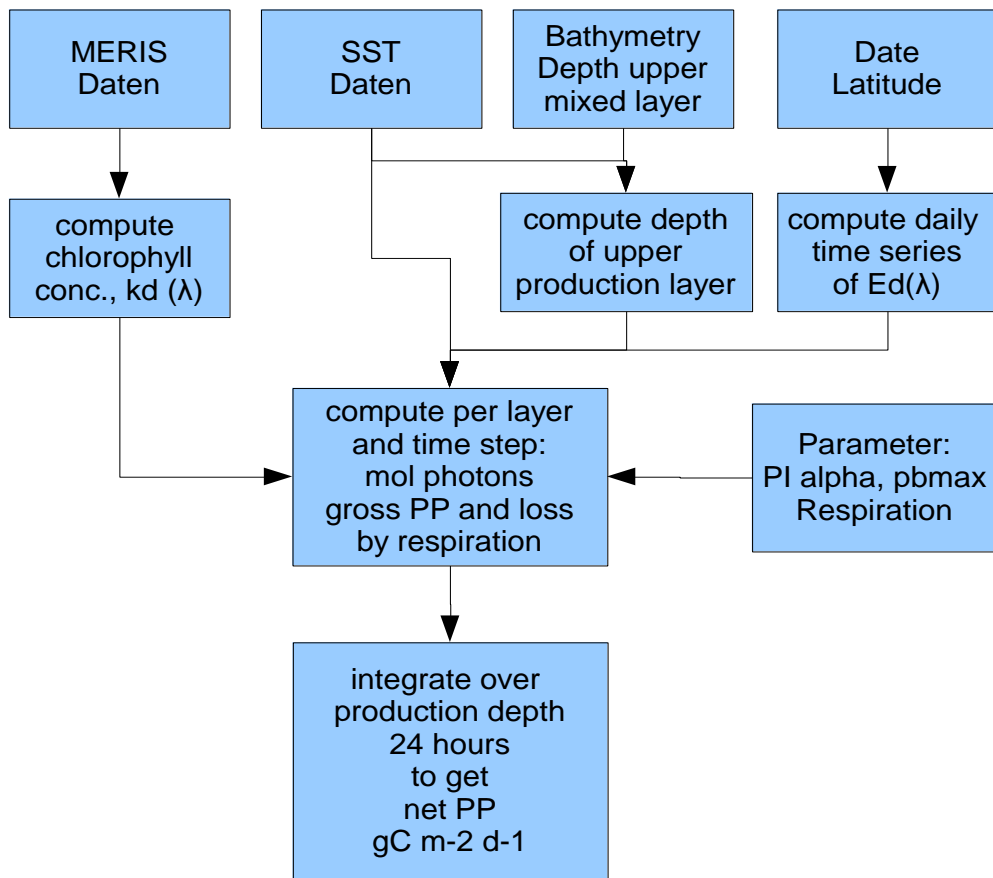 MERIS
Daten
SST
Daten
Bathymetry
Depth upper
mixed layer
Date
Latitude
compute
chlorophyll
conc., kd (λ)
compute depth
of upper
production layer
compute daily
time series
of Ed(λ)
compute per layer
and time step:
mol photons
gross PP and loss
by respiration
Parameter:
PI alpha, pbmax
Respiration
integrate over
production depth
24 hours
to get
net PP
gC m-2 d-1